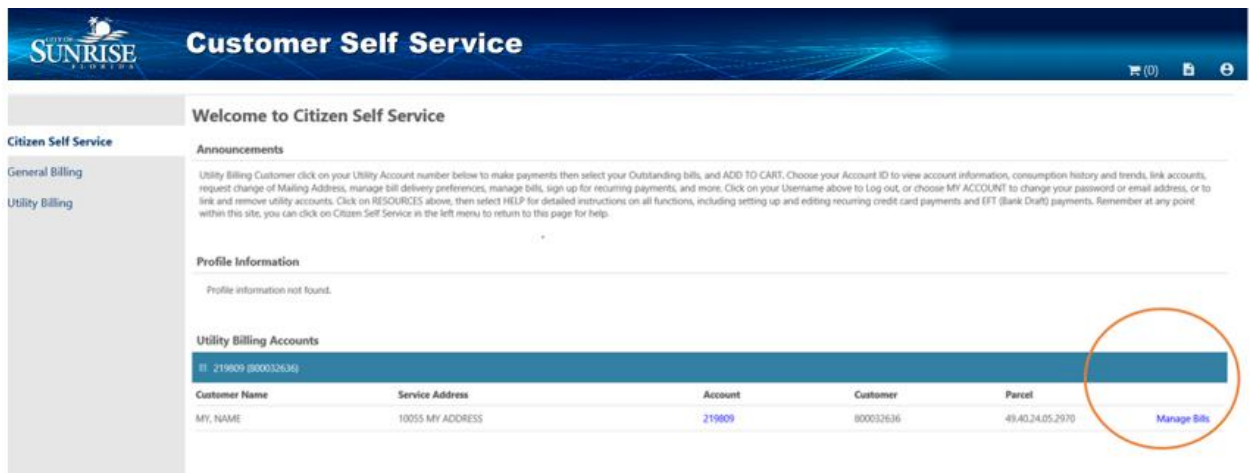 CITY OF
SUNRISE
FLORIDA
Customer Self Service
(0)
Welcome to Citizen Self Service
Citizen Self Service
General Billing
Utility Billing
Announcements
Utility Billing Customer click on your Utility Account number below to make payments then select your Outstanding bills, and ADD TO CART. Choose your Account ID to view account information, consumption history and trends, link accounts,
request change of Mailing Address, manage bill delivery preferences, manage bills, sign up for recurring payments, and more. Click on your Username above to Log out, or choose MY ACCOUNT to change your password or email address, or to
link and remove utility accounts. Click on RESOURCES above, then select HELP for detailed instructions on all functions, including setting up and editing recurring credit card payments and EFT (Bank Draft) payments. Remember at any point
within this site, you can click on Citizen Self Service in the left menu to return to this page for help.
Profile Information
Profile information not found.
Utility Billing Accounts
219809 (800032636)
Customer Name Service Address Account Customer Parcel
MY, NAME 10055 MY ADDRESS 219809 800032636 49.40.24.05.2970 Manage Bills